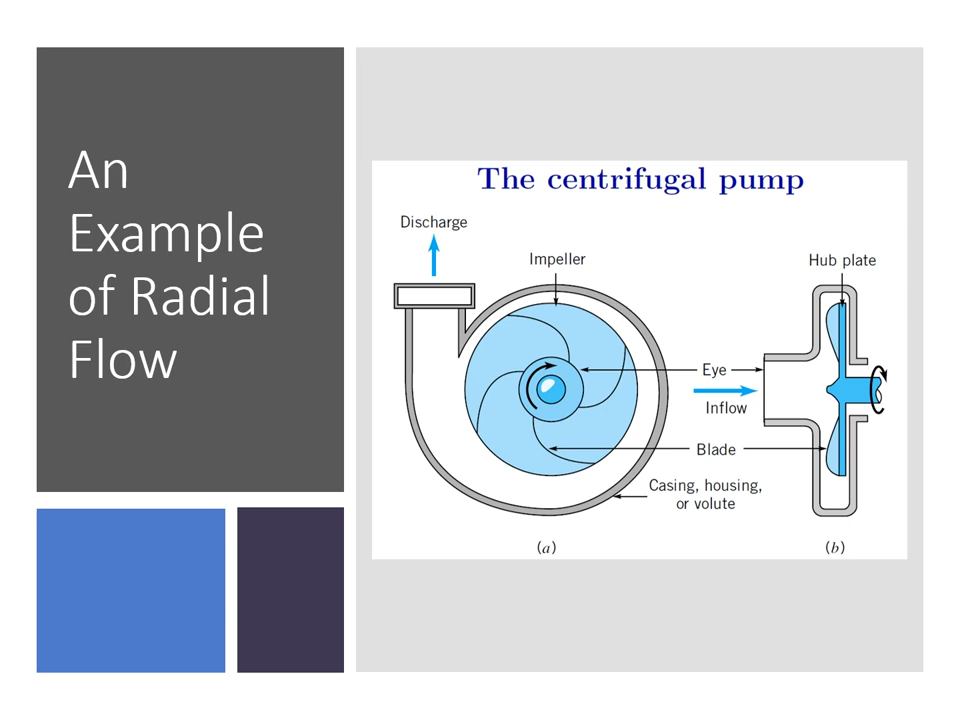 An
Example
of Radial
Flow
The centrifugal pump
Discharge
Impeller
Hub plate
Eye
Inflow
Blade
Casing, housing,
or volute
(a)
(b)